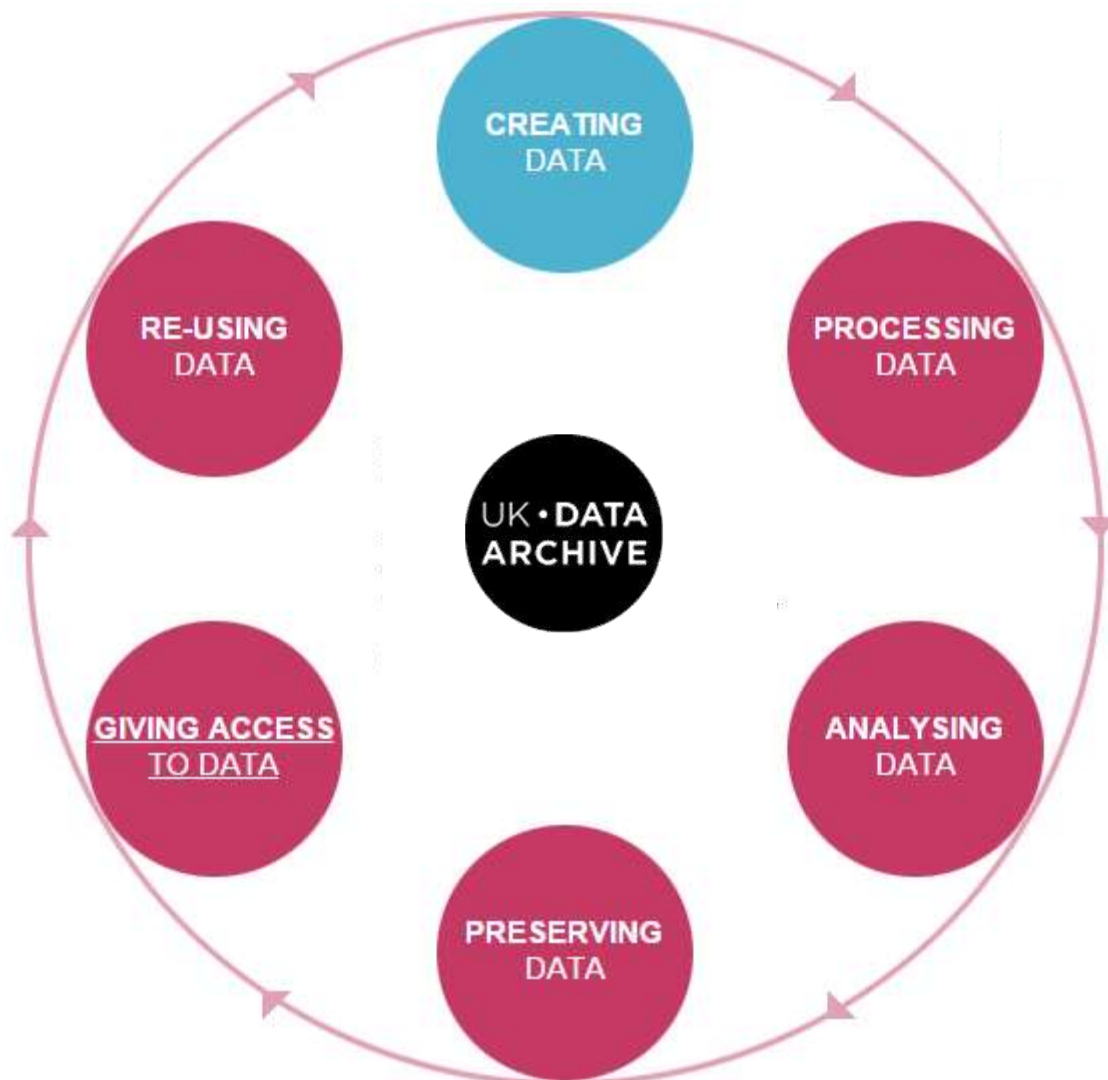 CREATING
DATA
PROCESSING
DATA
ANALYSING
DATA
PRESERVING
DATA
GIVING ACCESS
TO DATA
RE-USING
DATA
UK • DATA
ARCHIVE